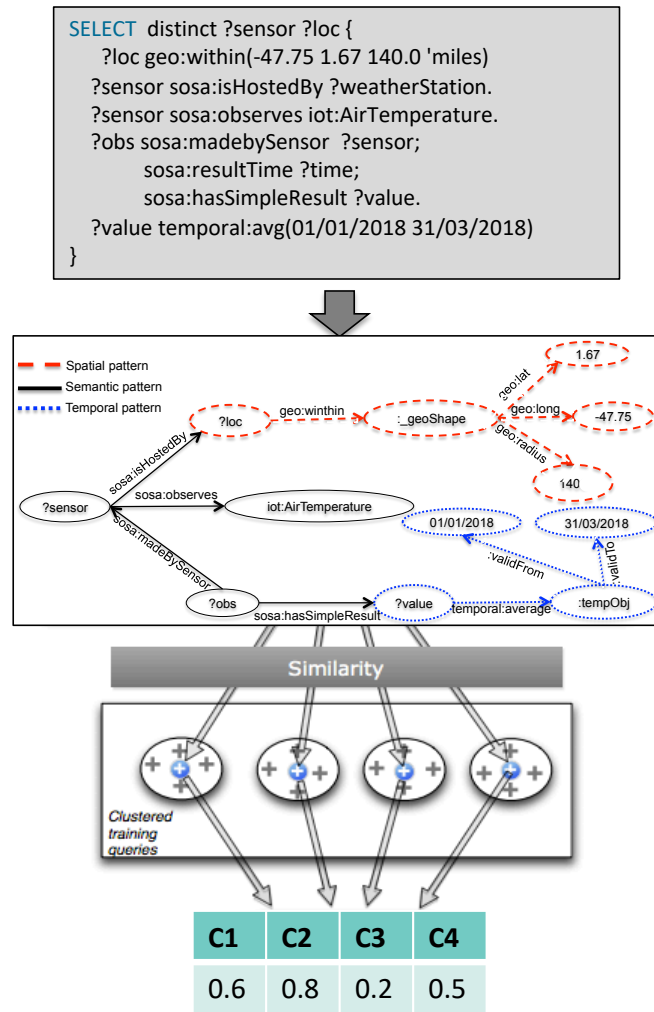 SELECT distinct ?sensor ?loc {
?loc geo:within(-47.75 1.67 140.0 'miles)
?sensor sosa:isHostedBy ?weatherStation.
?sensor sosa:observes iot:AirTemperature.
?obs sosa:madebySensor ?sensor;
sosa:resultTime ?time;
sosa:hasSimpleResult ?value.
?value temporal:avg(01/01/2018 31/03/2018)
}
Spatial pattern
Semantic pattern
Temporal pattern
1.67
geo:lat
?loc
geo:winthin
:_geoShape
geo:long
-47.75
geo:radius
140
sosa:isHostedBy
?sensor
sosa:observes
iot:AirTemperature
01/01/2018
31/03/2018
sosa:madeBySensor
:validFrom
:validTo
?obs
sosa:hasSimpleResult
?value
temporal:average
:tempObj
Similarity
Clustered
training
queries
C1 C2 C3 C4
0.6 0.8 0.2 0.5